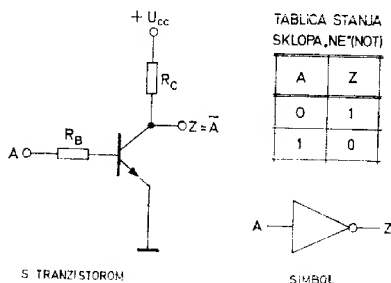 + Ucc
RC
RB
A
Z = A̅
S TRANZISTOROM
TABLICA STANJA
SKLOPA „NE"(NOT)
A Z
0 1
1 0
A Z
SIMBOL